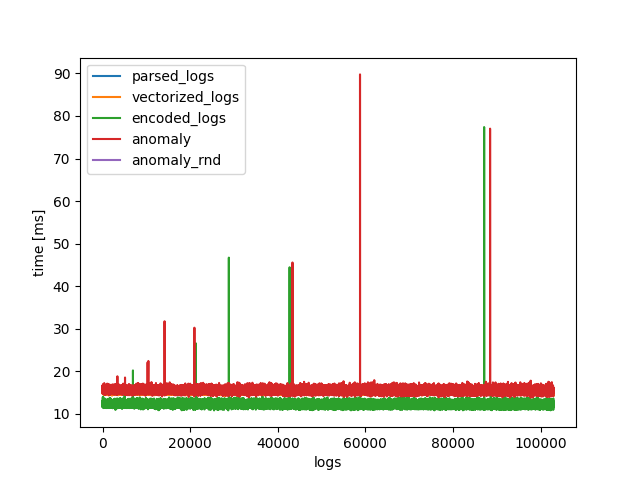 parsed_logs
vectorized_logs
encoded_logs
anomaly
anomaly_rnd
90
80
70
60
50
40
30
20
10
time [ms]
0 20000 40000 60000 80000 100000
logs